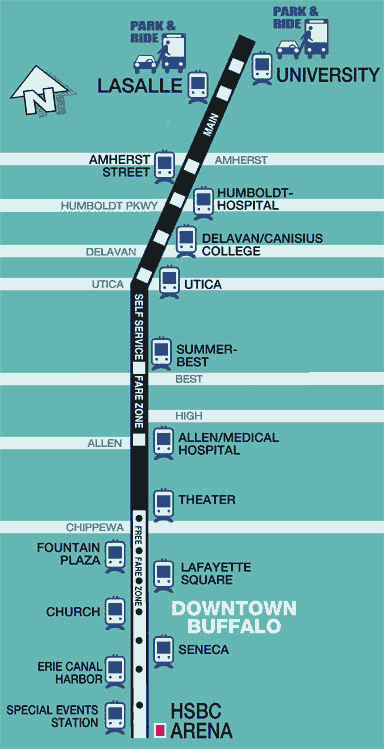 PARK &
RIDE
PARK &
RIDE
LASALLE
UNIVERSITY
N
MAIN
AMHERST
STREET
AMHERST
HUMBOLDT PKWY
HUMBOLDT-
HOSPITAL
DELAVAN
DELAVAN/CANISIUS
COLLEGE
UTICA
UTICA
SELF SERVICE FARE ZONE
SUMMER-
BEST
BEST
HIGH
ALLEN
ALLEN/MEDICAL
HOSPITAL
THEATER
CHIPPEWA
FREE FARE ZONE
FOUNTAIN
PLAZA
LAFAYETTE
SQUARE
CHURCH
DOWNTOWN
BUFFALO
SENECA
ERIE CANAL
HARBOR
SPECIAL EVENTS
STATION
HSBC
ARENA